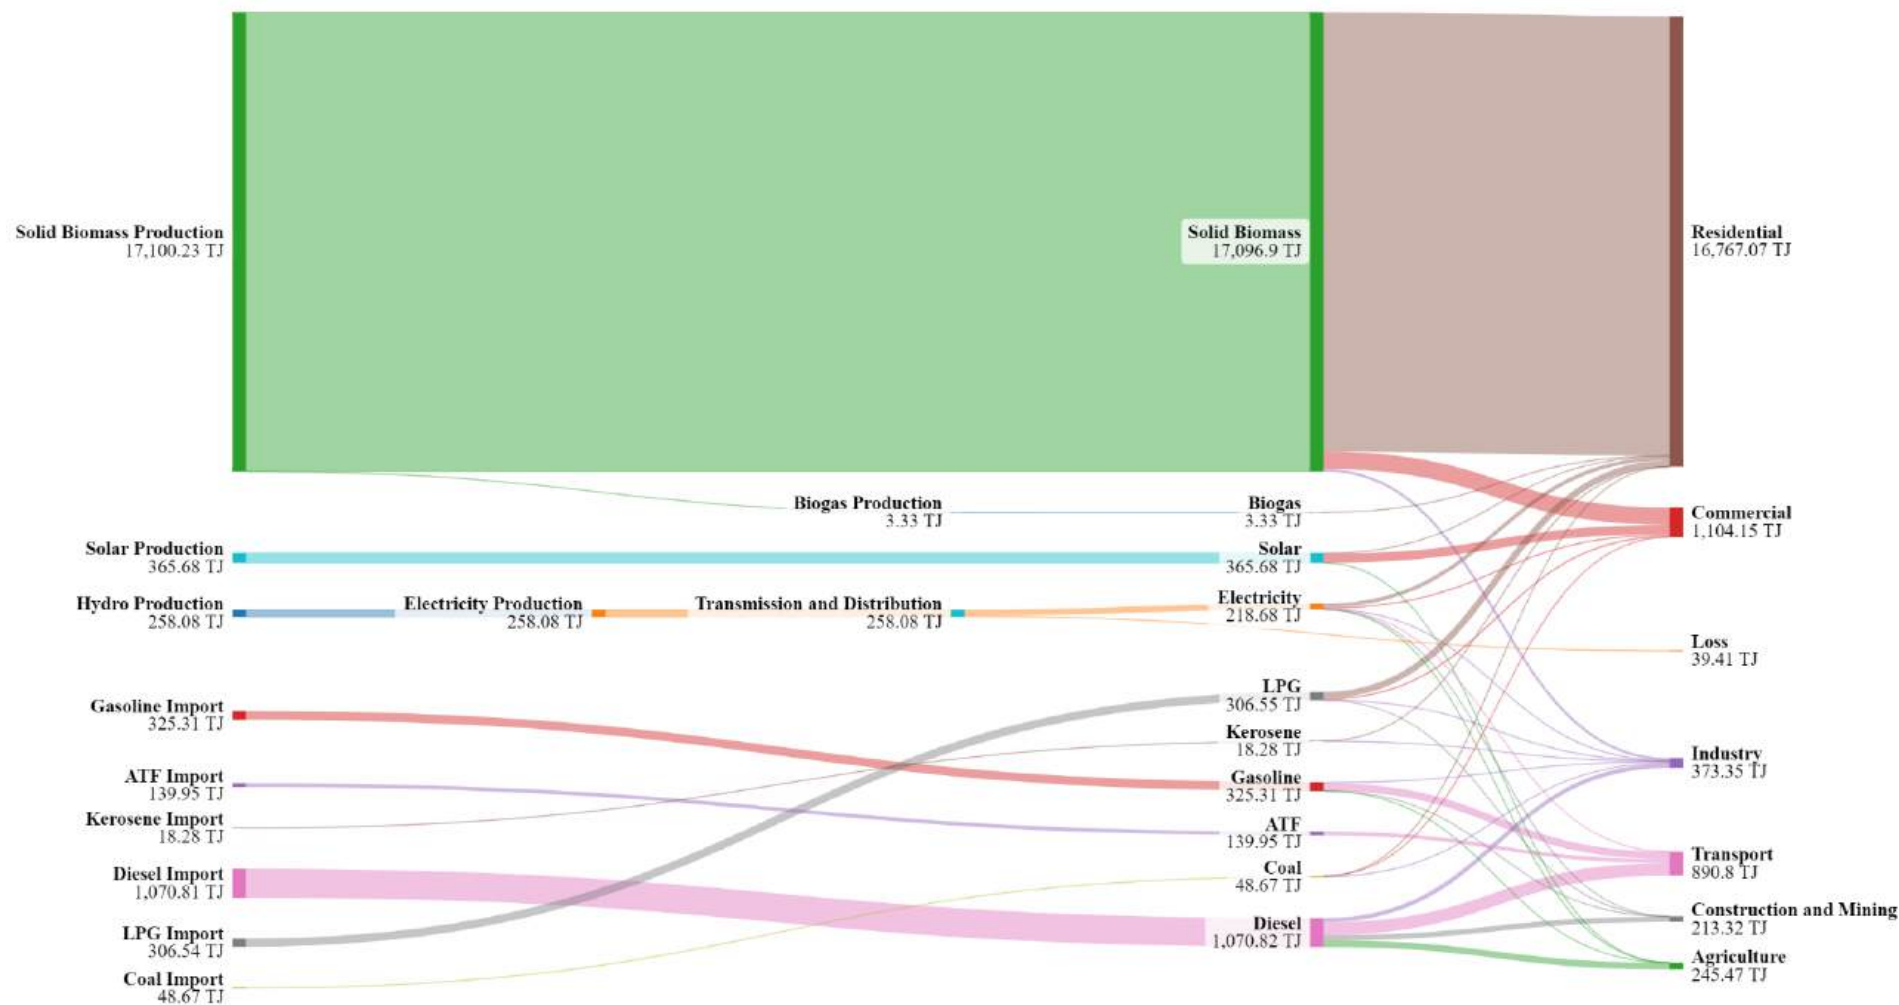 Solid Biomass Production
17,100.23 TJ
Solid Biomass
17,096.9 TJ
Residential
16,767.07 TJ
Biogas Production
3.33 TJ
Biogas
3.33 TJ
Commercial
1,104.15 TJ
Solar Production
365.68 TJ
Solar
365.68 TJ
Hydro Production
258.08 TJ
Electricity Production
258.08 TJ
Transmission and Distribution
258.08 TJ
Electricity
218.68 TJ
Loss
39.41 TJ
LPG
306.55 TJ
Gasoline Import
325.31 TJ
Kerosene
18.28 TJ
Industry
373.35 TJ
ATF Import
139.95 TJ
Gasoline
325.31 TJ
Kerosene Import
18.28 TJ
ATF
139.95 TJ
Transport
890.8 TJ
Diesel Import
1,070.81 TJ
Coal
48.67 TJ
Construction and Mining
213.32 TJ
LPG Import
306.54 TJ
Diesel
1,070.82 TJ
Agriculture
245.47 TJ
Coal Import
48.67 TJ